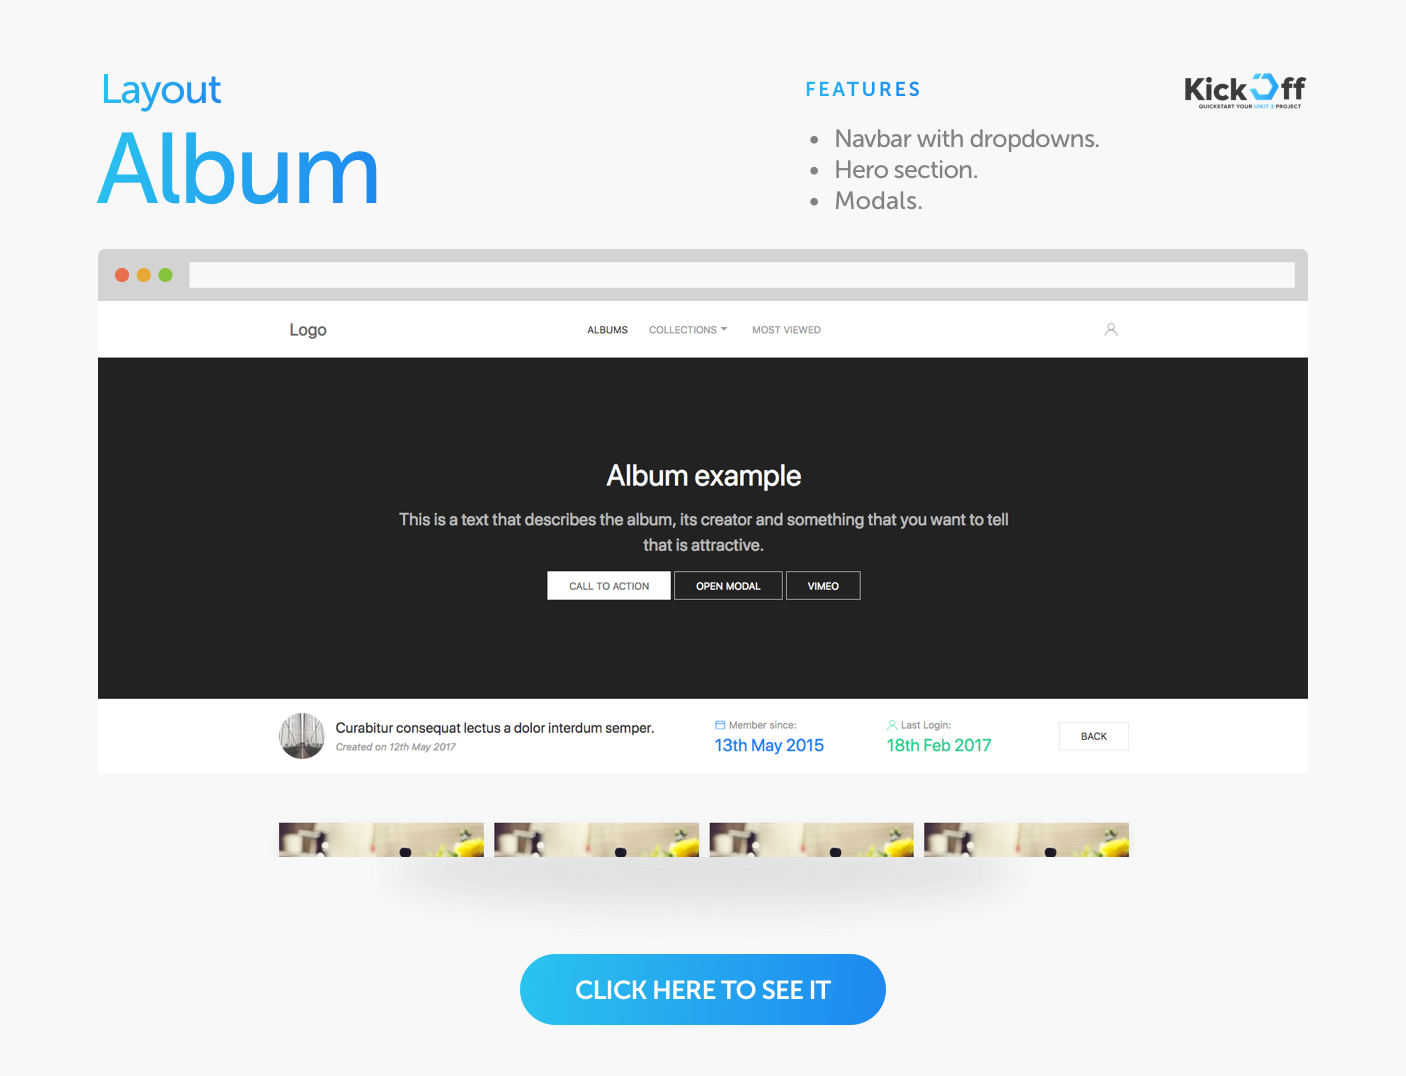 Layout
Album
FEATURES
• Navbar with dropdowns.
• Hero section.
• Modals.
KickOff
QUICKSTART YOUR UIKIT 3 PROJECT
Logo
ALBUMS
COLLECTIONS
MOST VIEWED
Album example
This is a text that describes the album, its creator and something that you want to tell
that is attractive.
CALL TO ACTION
OPEN MODAL
VIMEO
Curabitur consequat lectus a dolor interdum semper.
Created on 12th May 2017
Member since:
13th May 2015
Last Login:
18th Feb 2017
BACK
CLICK HERE TO SEE IT